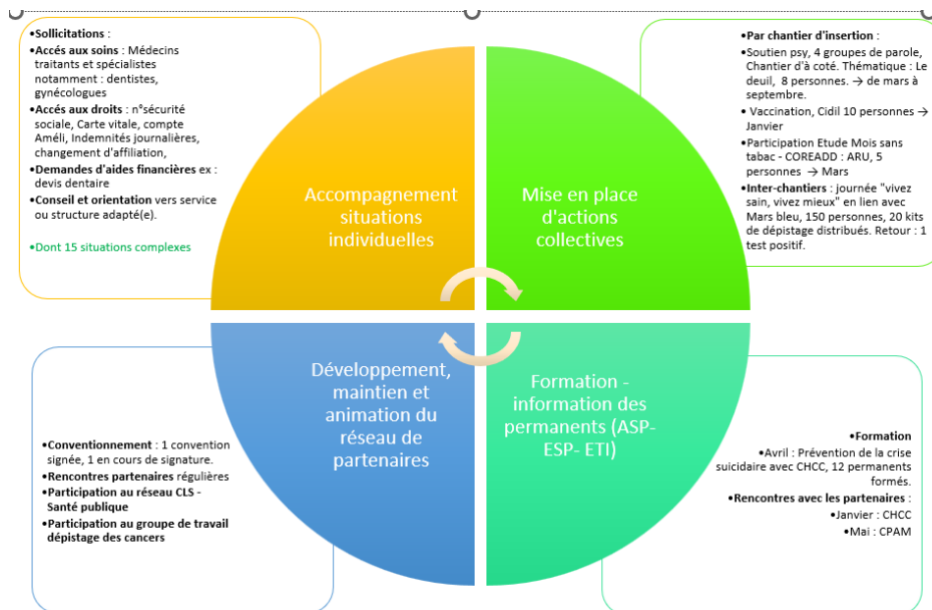 •Sollicitations :
•Accés aux soins : Médecins
traitants et spécialistes
notamment : dentistes,
gynécologues
•Accés aux droits : n°sécurité
sociale, Carte vitale, compte
Améli, Indemnités journalières,
changement d'affiliation,
•Demandes d'aides financières ex :
devis dentaire
•Conseil et orientation vers service
ou structure adapté(e).
•Dont 15 situations complexes
Accompagnement
situations
individuelles
Mise en place
d'actions
collectives
•Par chantier d'insertion :
•Soutien psy, 4 groupes de parole,
Chantier d'à coté. Thématique : Le
deuil, 8 personnes. → de mars à
septembre.
• Vaccination, Cidil 10 personnes →
Janvier
•Participation Etude Mois sans
tabac - COREADD : ARU, 5
personnes → Mars
•Inter-chantiers : journée "vivez
sain, vivez mieux" en lien avec
Mars bleu, 150 personnes, 20 kits
de dépistage distribués. Retour : 1
test positif.
Développement,
maintien et
animation du
réseau de
partenaires
Formation -
information des
permanents (ASP-
ESP- ETI)
•Conventionnement : 1 convention
signée, 1 en cours de signature.
•Rencontres partenaires régulières
•Participation au réseau CLS -
Santé publique
•Participation au groupe de travail
dépistage des cancers
•Formation
•Avril : Prévention de la crise
suicidaire avec CHCC, 12 permanents
formés.
•Rencontres avec les partenaires :
•Janvier : CHCC
•Mai : CPAM